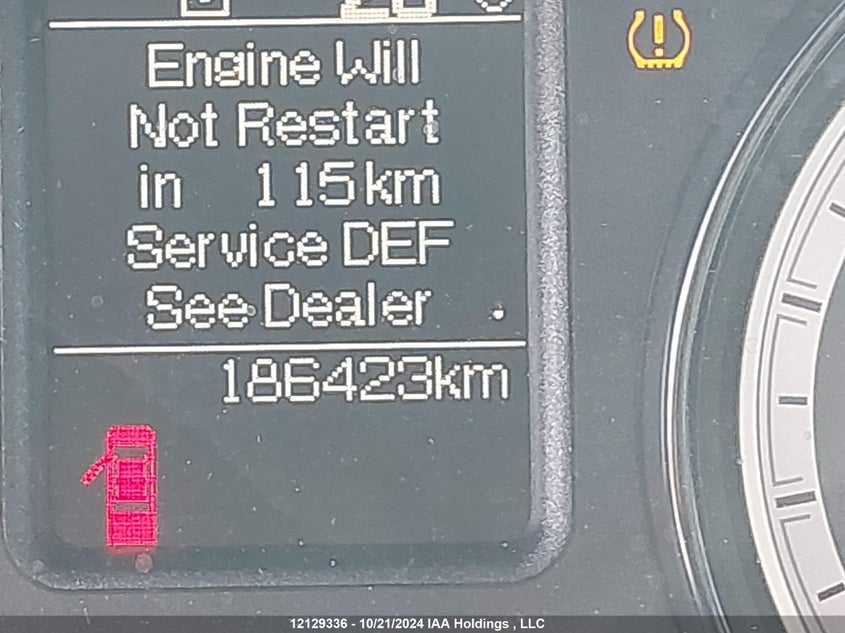 Engine Will
Not Restart
in 115km
Service DEF
See Dealer
186423km
12129336 - 10/21/2024 IAA Holdings , LLC